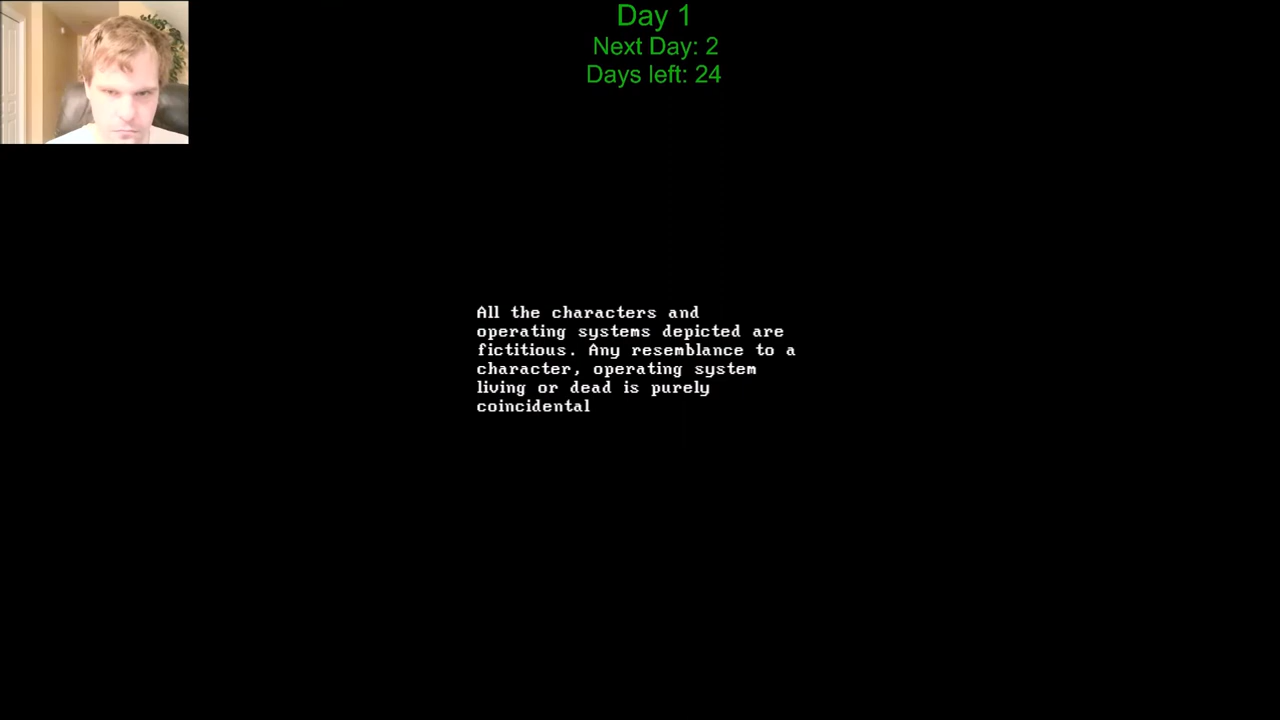 Day 1
Next Day: 2
Days left: 24
All the characters and
operating systems depicted are
fictitious. Any resemblance to a
character, operating system
living or dead is purely
coincidental